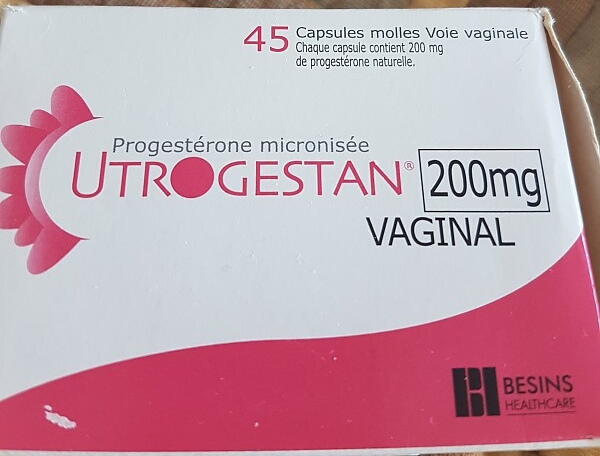 45 Capsules molles Voie vaginale
Chaque capsule contient 200 mg
de progestérone naturelle.
Progestérone micronisée
UTROGESTAN® 200mg
VAGINAL
BESINS
HEALTHCARE